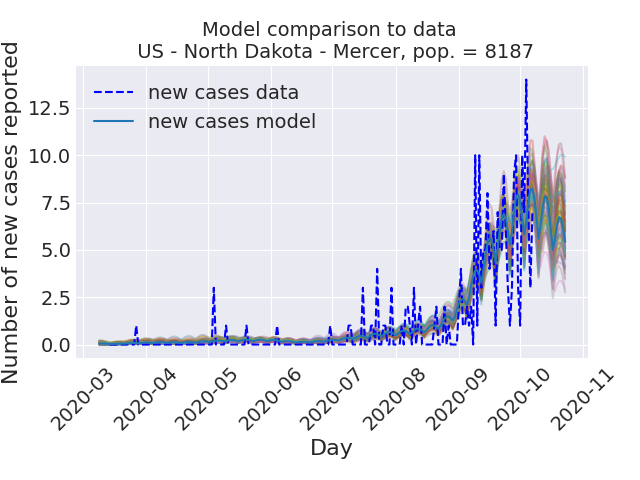 Model comparison to data
US - North Dakota - Mercer, pop. = 8187
Number of new cases reported
12.5
10.0
7.5
5.0
2.5
0.0
new cases data
new cases model
2020-03
2020-04
2020-05
2020-06
2020-07
2020-08
2020-09
2020-10
2020-11
Day